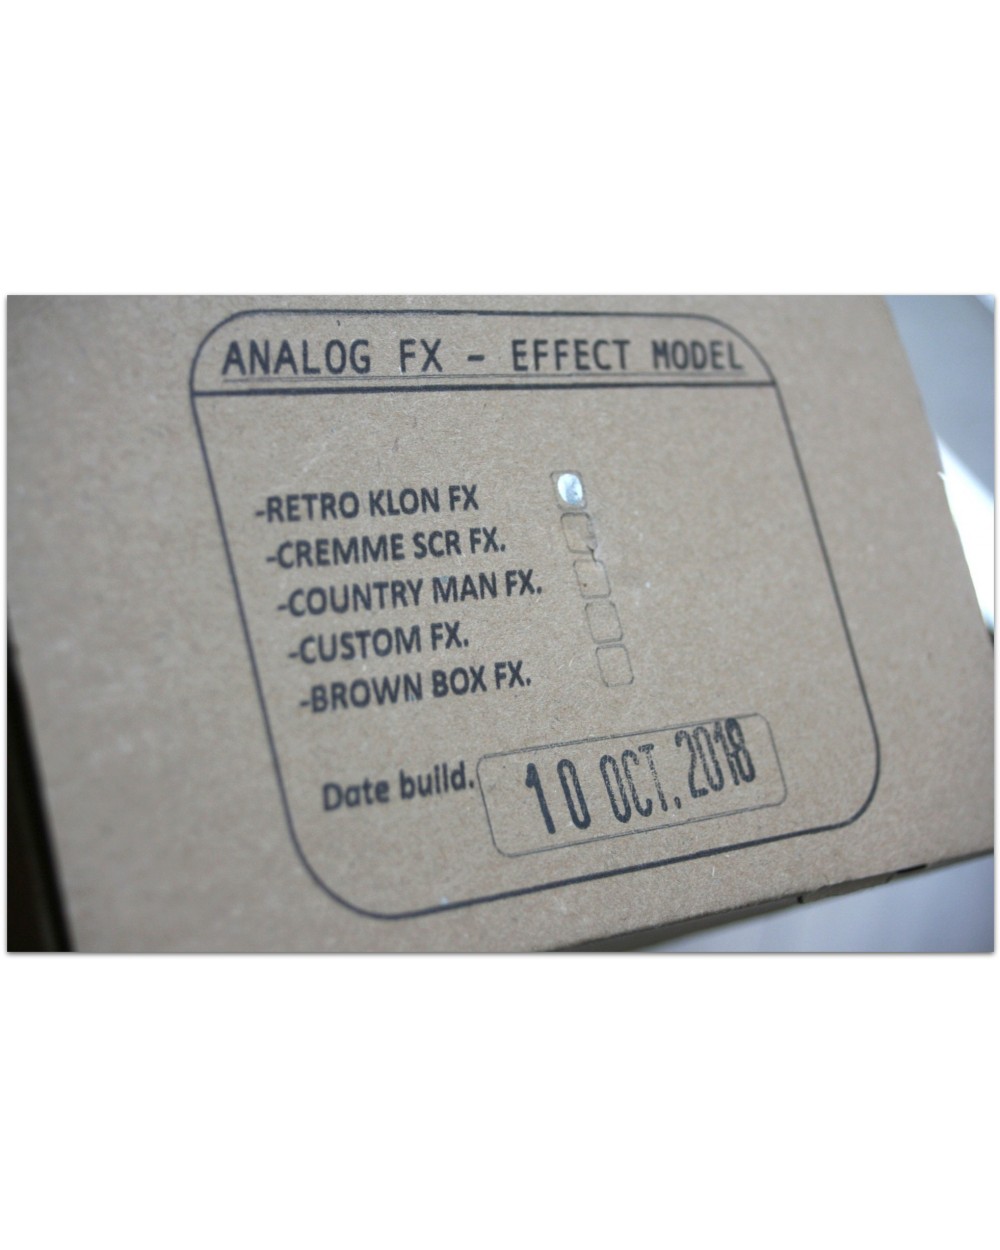 ANALOG FX - EFFECT MODEL
-RETRO KLON FX
-CREMME SCR FX.
-COUNTRY MAN FX.
-CUSTOM FX.
-BROWN BOX FX.
Date build. 10 OCT. 2018